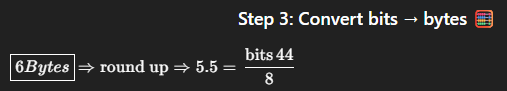 Step 3: Convert bits → bytes 🧮
6Bytes ⇒ round up ⇒ 5.5 = bits 44 / 8